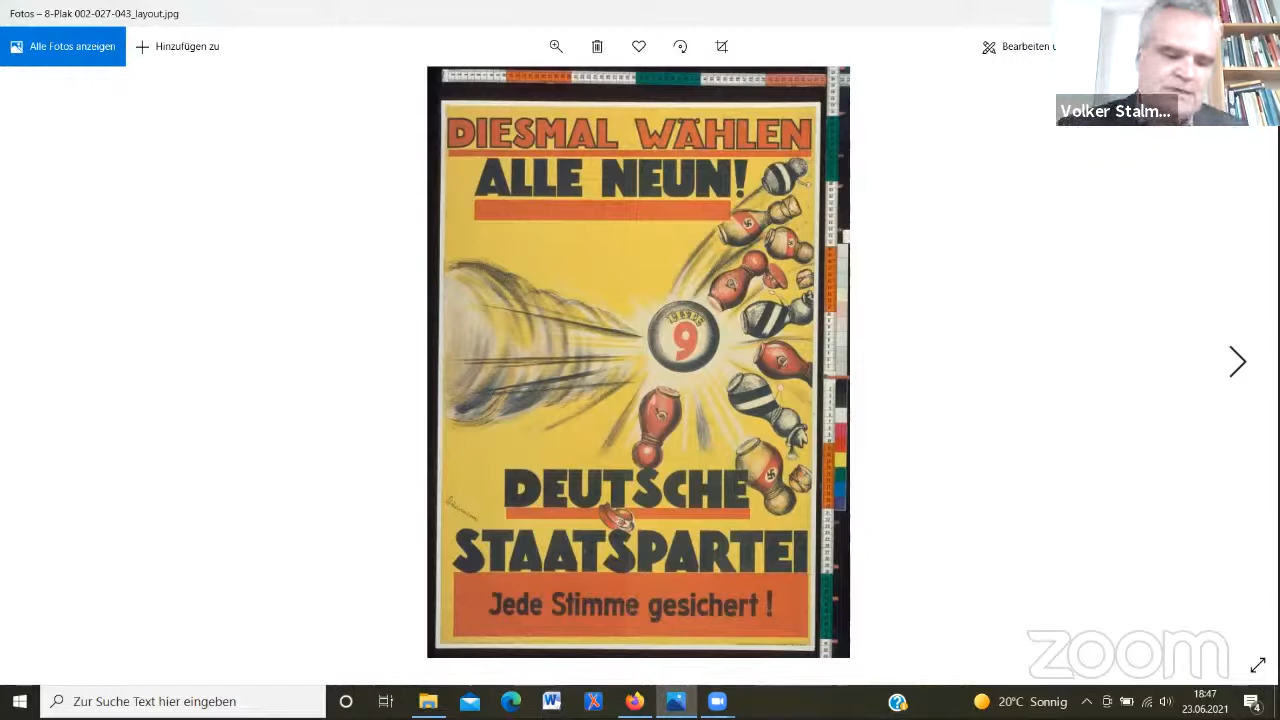 Fotos – 8-Plak 002-027-043_layout.jpg
Alle Fotos anzeigen
Hinzufügen zu
Bearbeiten u
Volker Stalm...
DIESMAL WÄHLEN
ALLE NEUN!
9
DEUTSCHE
STAATSPARTEI
Jede Stimme gesichert!
zoom
Zur Suche Text hier eingeben
20°C Sonnig
18:47
23.06.2021
4